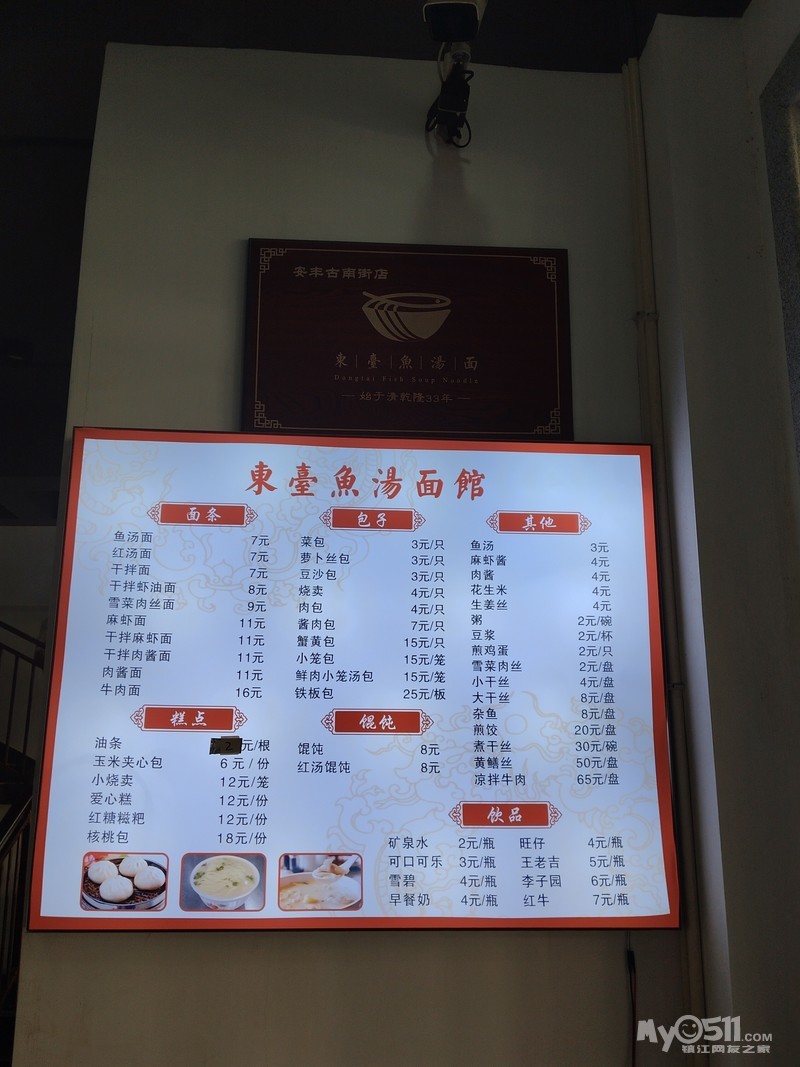 安丰古南街店
東臺魚湯面
Dongtai Fish Soup Noodle
始于清乾隆33年
東臺魚湯面館
面条
鱼汤面 7元
红汤面 7元
干拌面 7元
干拌虾油面 8元
雪菜肉丝面 9元
麻虾面 11元
干拌麻虾面 11元
干拌肉酱面 11元
肉酱面 11元
牛肉面 16元
包子
菜包 3元/只
萝卜丝包 3元/只
豆沙包 3元/只
烧卖 4元/只
肉包 4元/只
酱肉包 7元/只
蟹黄包 15元/只
小笼包 15元/笼
鲜肉小笼汤包 15元/笼
铁板包 25元/板
其他
鱼汤 3元
麻虾酱 4元
肉酱 4元
花生米 4元
生姜丝 4元
粥 2元/碗
豆浆 2元/杯
煎鸡蛋 2元/只
雪菜肉丝 2元/盘
小干丝 4元/盘
大干丝 8元/盘
杂鱼 8元/盘
煎饺 20元/盘
煮干丝 30元/碗
黄鳝丝 50元/盘
凉拌牛肉 65元/盘
糕点
油条 2元/根
玉米夹心包 6元/份
小烧卖 12元/笼
爱心糕 12元/份
红糖糍粑 12元/份
核桃包 18元/份
馄饨
馄饨 8元
红汤馄饨 8元
饮品
矿泉水 2元/瓶 旺仔 4元/瓶
可口可乐 3元/瓶 王老吉 5元/瓶
雪碧 4元/瓶 李子园 6元/瓶
早餐奶 4元/瓶 红牛 7元/瓶
My0511.COM
镇江网友之家